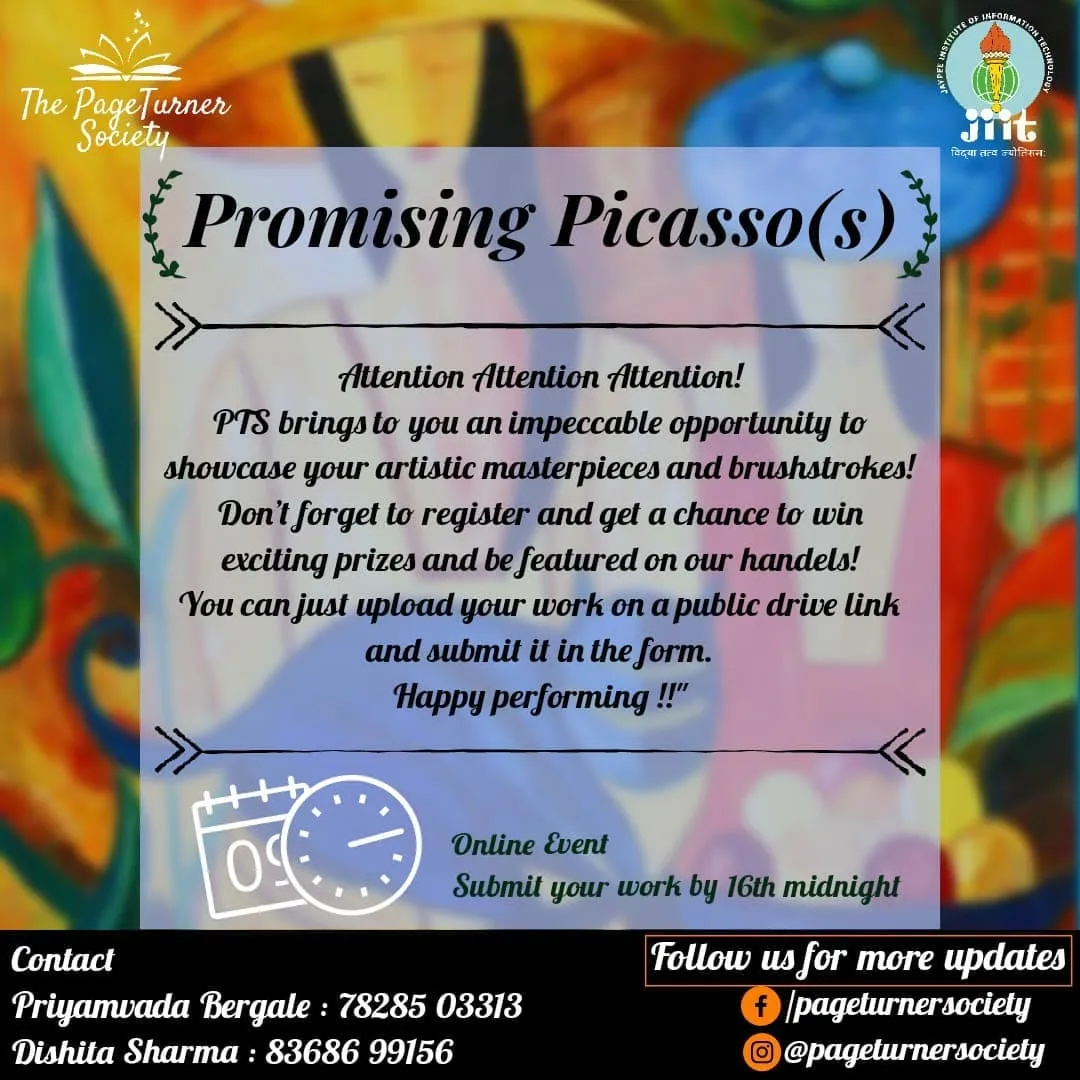 The PageTurner
Society
JAYPEE INSTITUTE OF INFORMATION TECHNOLOGY
jiit
विद्या तत्व ज्योतिसमः
Promising Picasso(s)
Attention Attention Attention!
PTS brings to you an impeccable opportunity to
showcase your artistic masterpieces and brushstrokes!
Don't forget to register and get a chance to win
exciting prizes and be featured on our handels!
You can just upload your work on a public drive link
and submit it in the form.
Happy performing !!"
09
Online Event
Submit your work by 16th midnight
Contact
Priyamvada Bergale : 78285 03313
Dishita Sharma : 83686 99156
Follow us for more updates
/pageturnersociety
@pageturnersociety